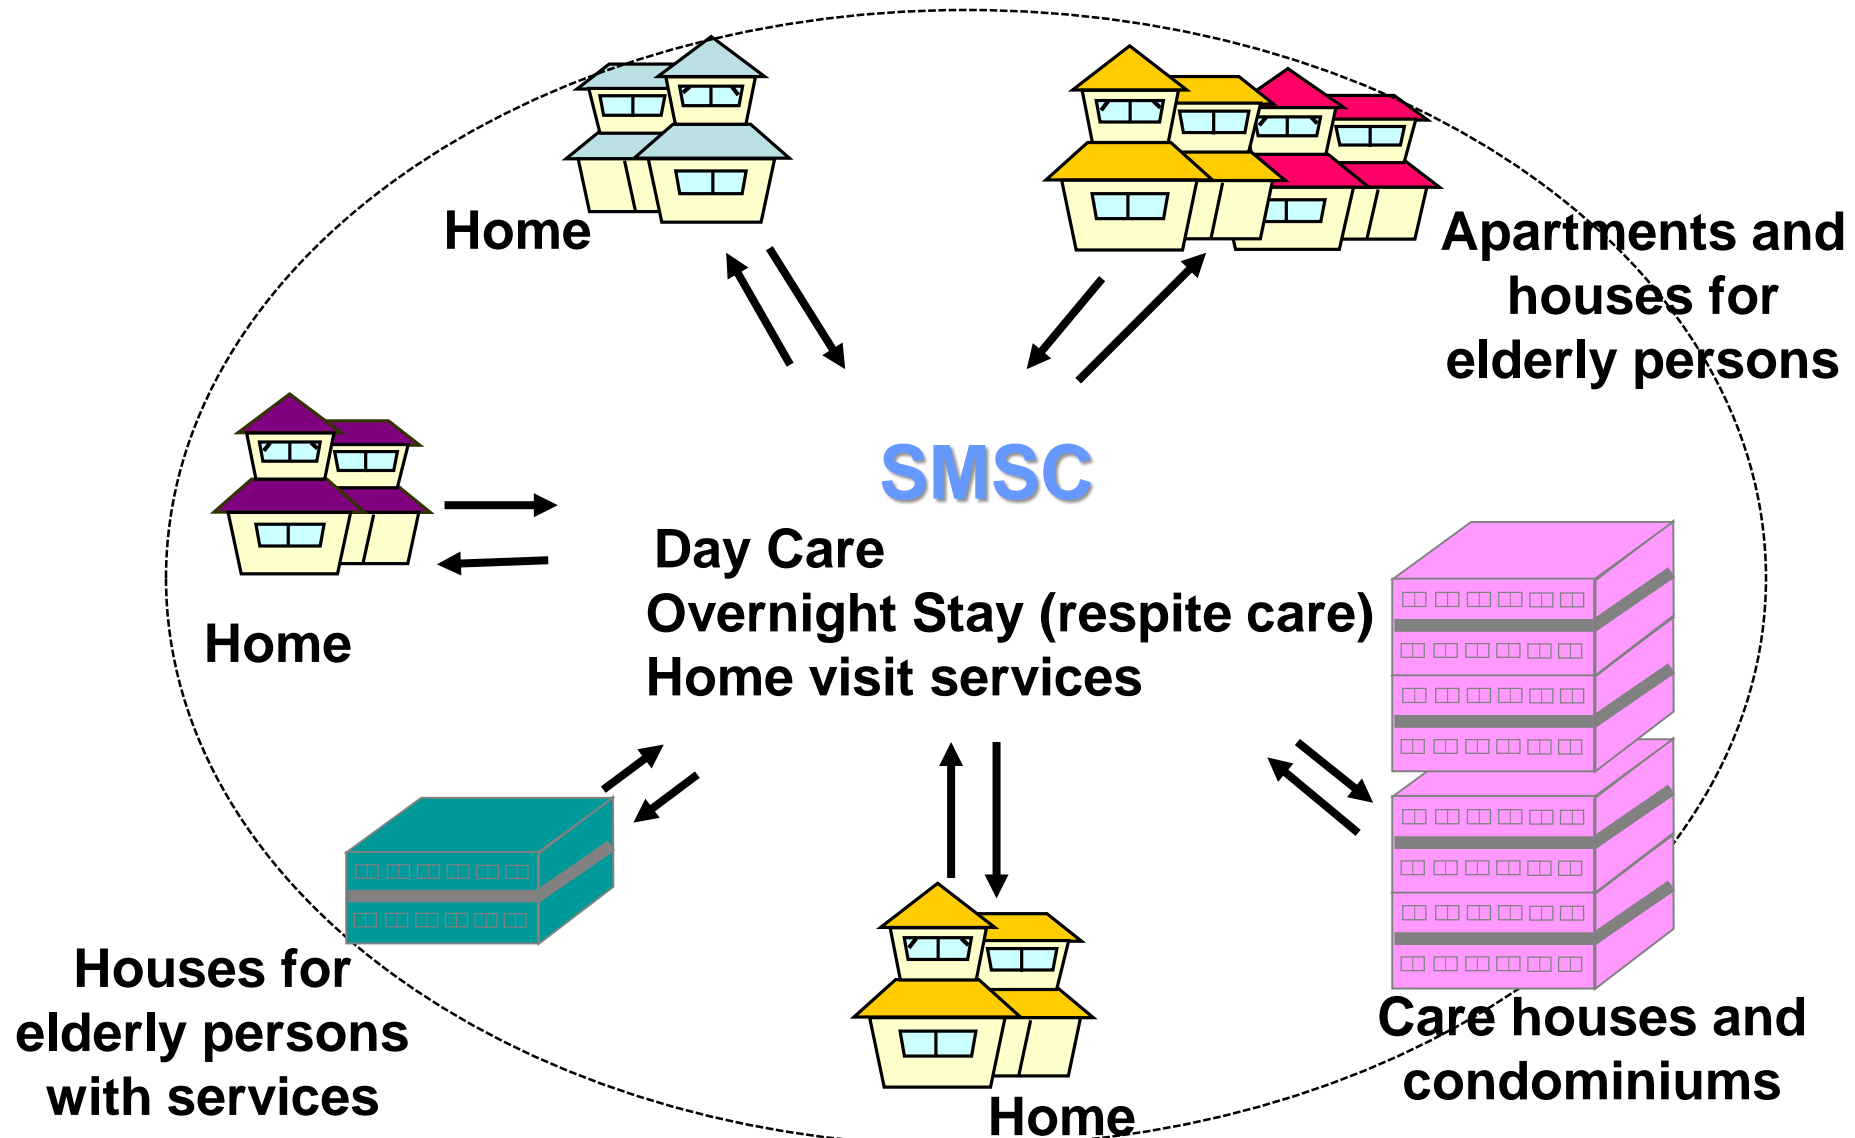 Home
Apartments and
houses for
elderly persons
SMSC
Day Care
Overnight Stay (respite care)
Home visit services
Home
Houses for
elderly persons
with services
Home
Care houses and
condominiums